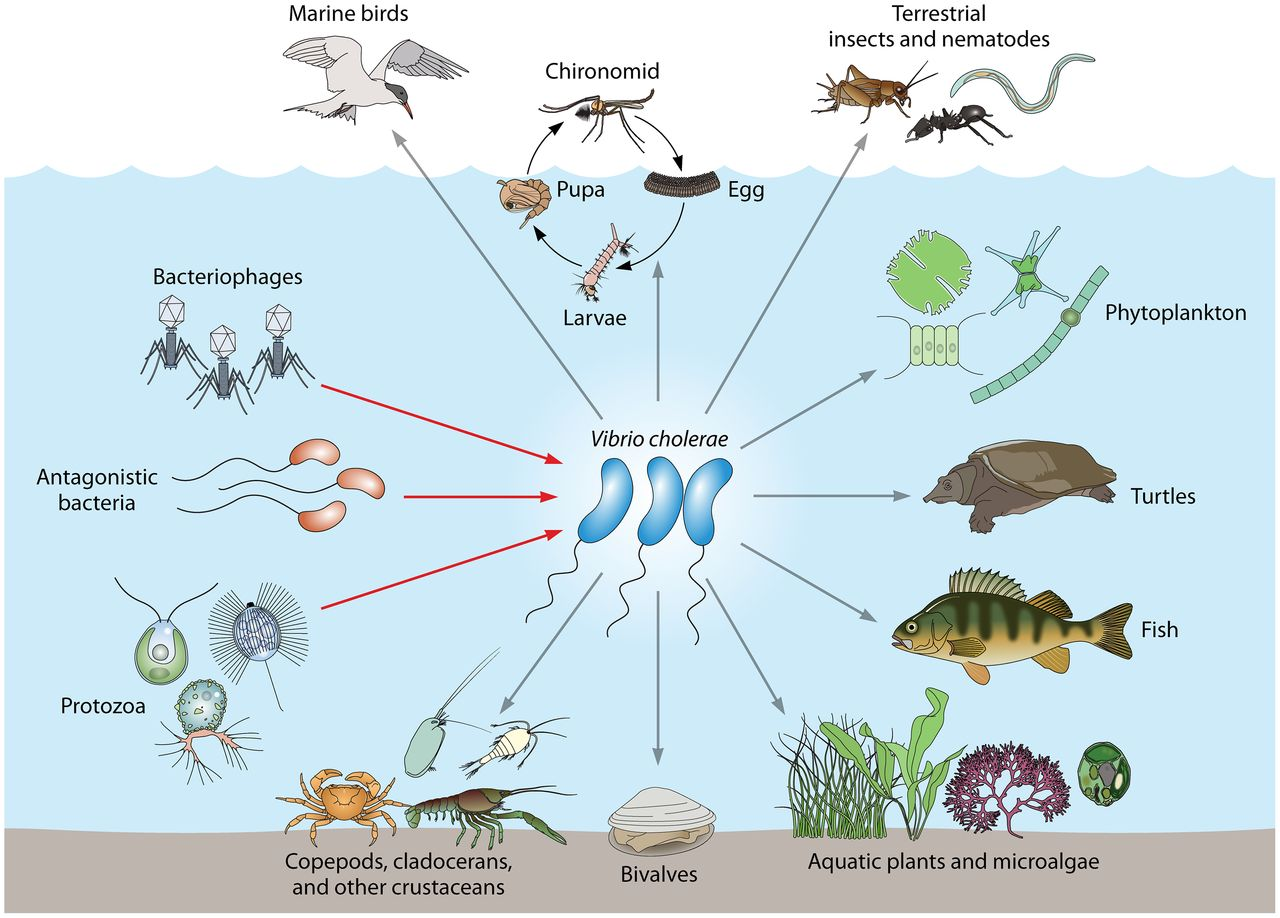 Marine birds
Terrestrial
insects and nematodes
Chironomid
Pupa
Egg
Larvae
Bacteriophages
Phytoplankton
Vibrio cholerae
Antagonistic
bacteria
Turtles
Fish
Protozoa
Copepods, cladocerans,
and other crustaceans
Bivalves
Aquatic plants and microalgae